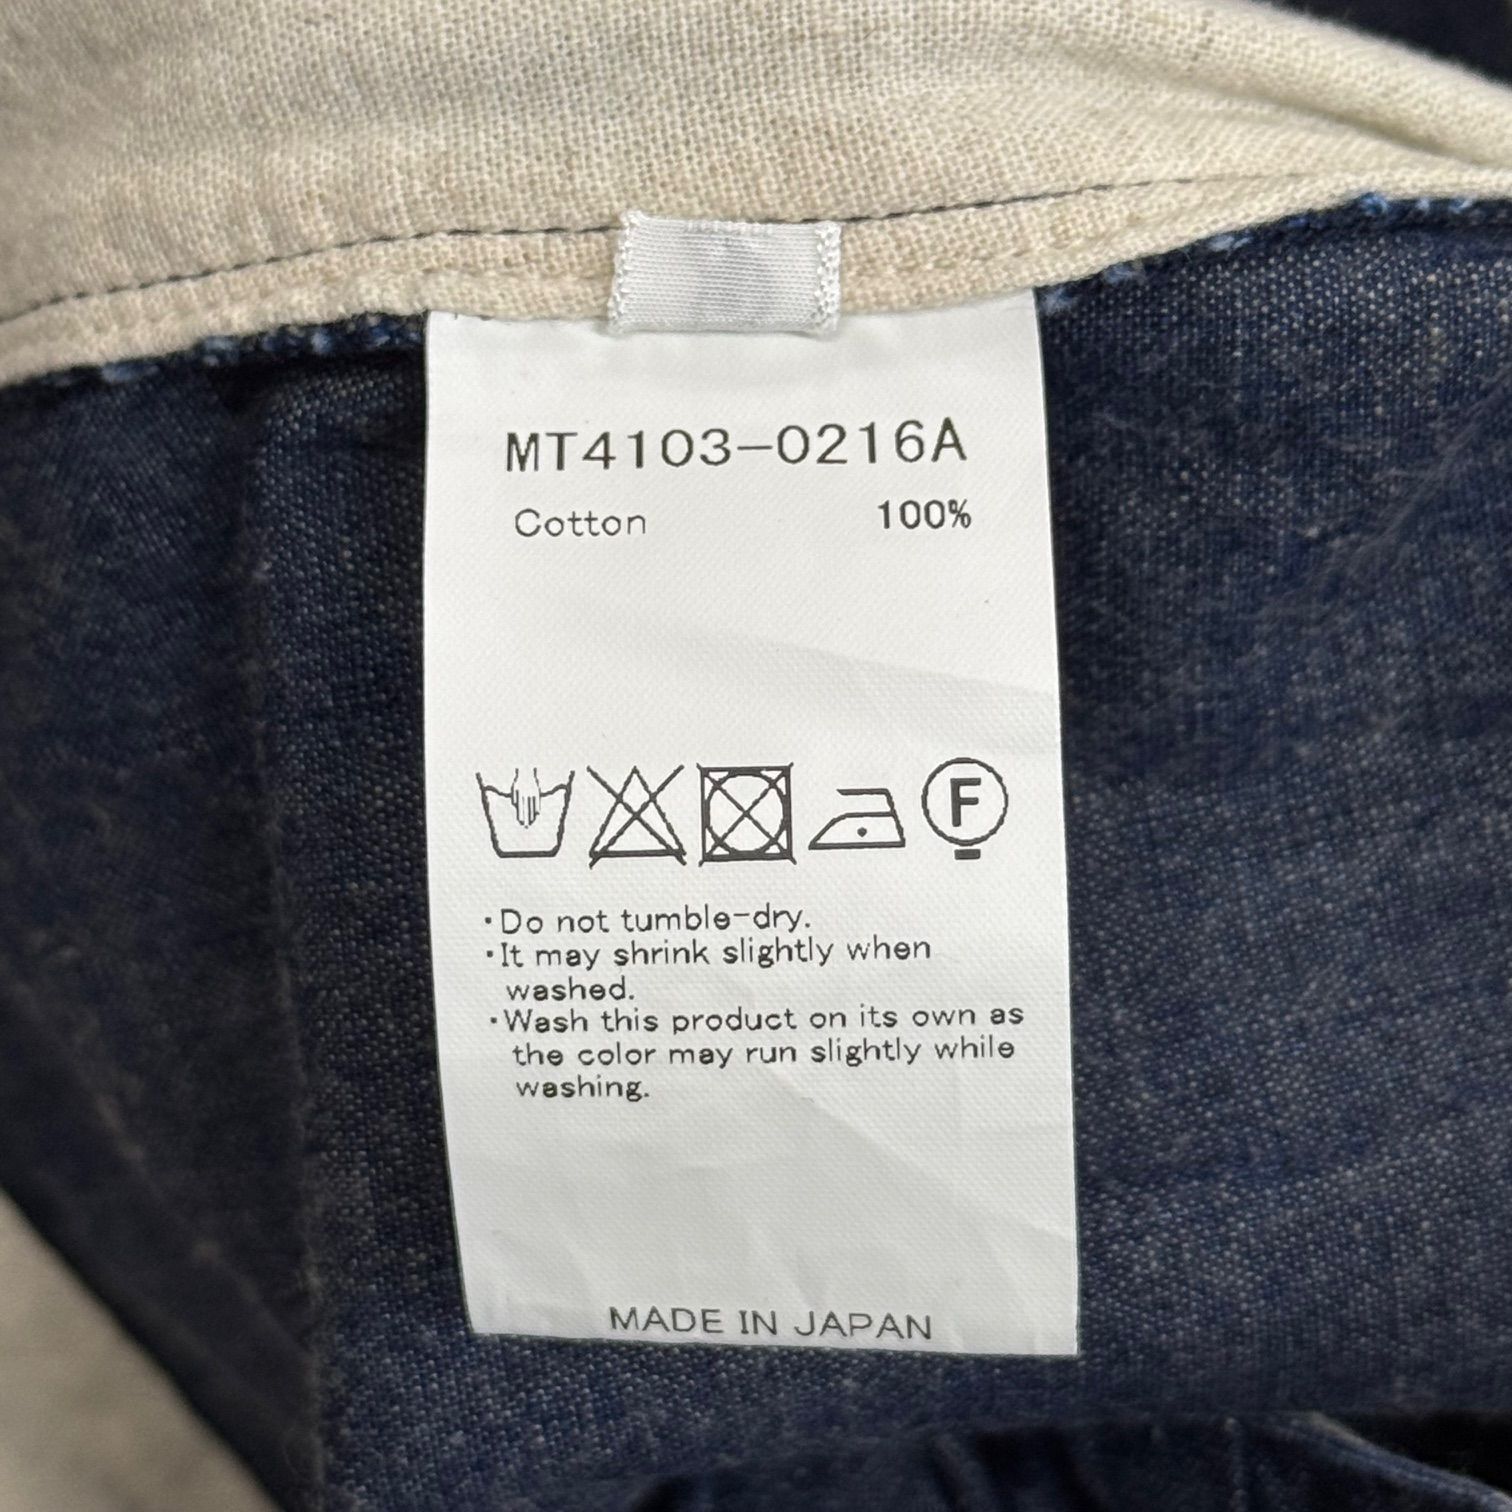 MT4103-0216A
Cotton 100%
F
・Do not tumble-dry.
・It may shrink slightly when
washed.
・Wash this product on its own as
the color may run slightly while
washing.
MADE IN JAPAN